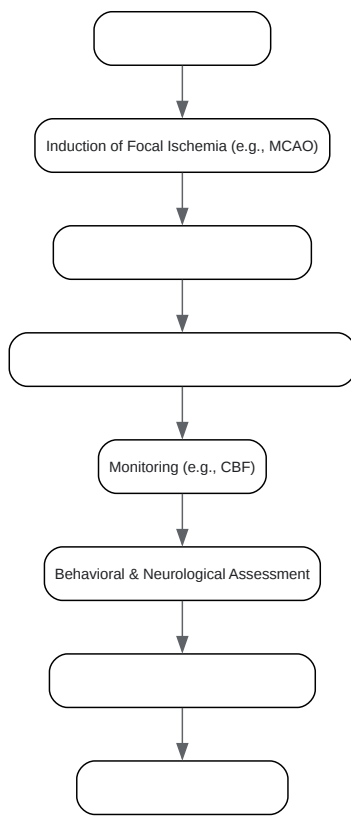 Induction of Focal Ischemia (e.g., MCAO)
Monitoring (e.g., CBF)
Behavioral & Neurological Assessment